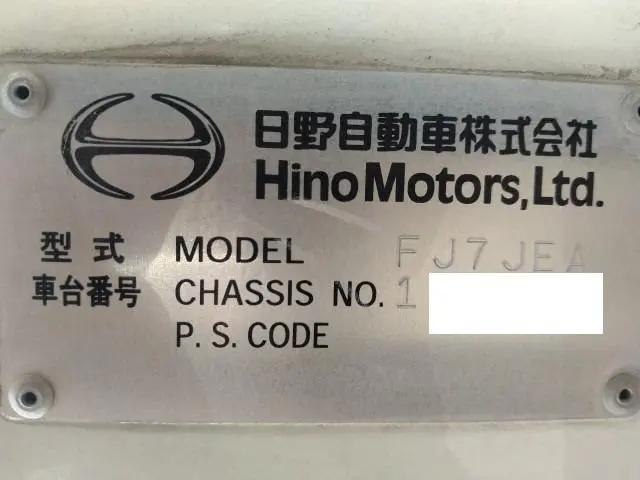 日野自動車株式会社
Hino Motors, Ltd.
型式 MODEL FJ7JEA
車台番号 CHASSIS NO. 1
P. S. CODE